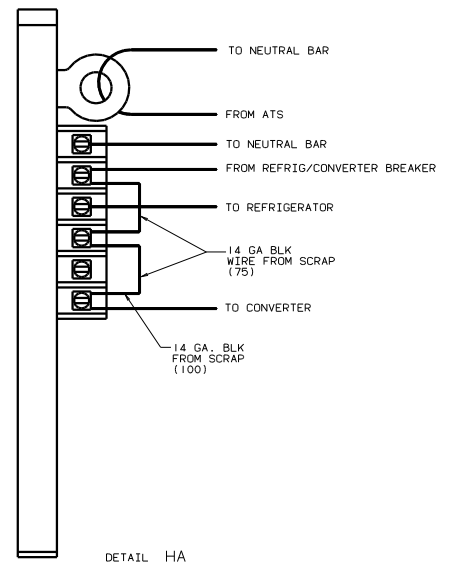 TO NEUTRAL BAR
FROM ATS
TO NEUTRAL BAR
FROM REFRIG/CONVERTER BREAKER
TO REFRIGERATOR
14 GA BLK
WIRE FROM SCRAP
(75)
TO CONVERTER
14 GA. BLK
FROM SCRAP
(100)
DETAIL HA